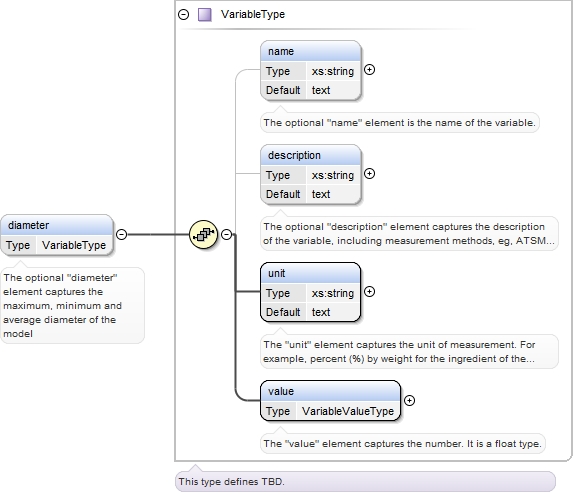 VariableType
name
Type xs:string
Default text
The optional "name" element is the name of the variable.
description
Type xs:string
Default text
The optional "description" element captures the description
of the variable, including measurement methods, eg, ATSM...
diameter
Type VariableType
The optional "diameter"
element captures the
maximum, minimum and
average diameter of the
model
unit
Type xs:string
Default text
The "unit" element captures the unit of measurement. For
example, percent (%) by weight for the ingredient of the...
value
Type VariableValueType
The "value" element captures the number. It is a float type.
This type defines TBD.